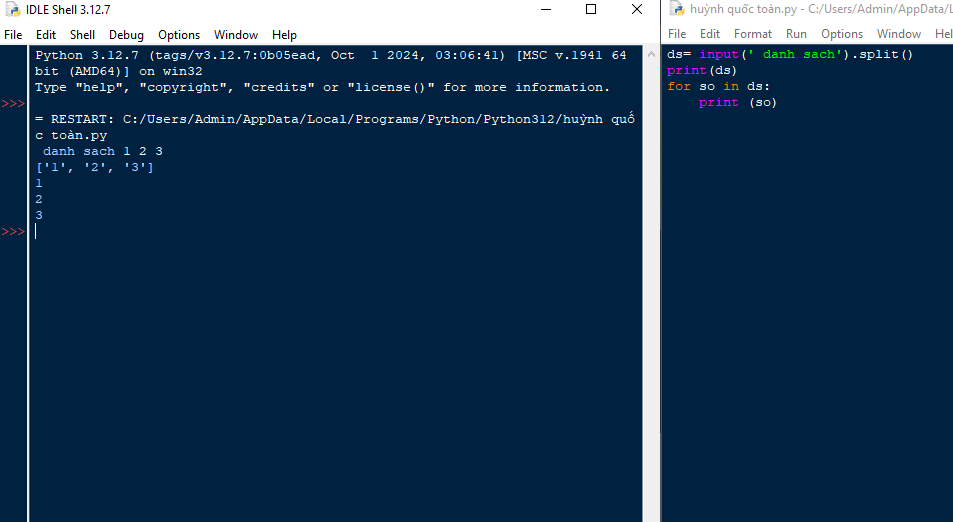 IDLE Shell 3.12.7
File Edit Shell Debug Options Window Help
Python 3.12.7 (tags/v3.12.7:0b05ead, Oct  1 2024, 03:06:41) [MSC v.1941 64
bit (AMD64)] on win32
Type "help", "copyright", "credits" or "license()" for more information.
>>>
= RESTART: C:/Users/Admin/AppData/Local/Programs/Python/Python312/huỳnh quố
c toàn.py
 danh sach 1 2 3
['1', '2', '3']
1
2
3
>>>
huỳnh quốc toàn.py - C:/Users/Admin/AppData/L
File Edit Format Run Options Window Hel
ds= input(' danh sach').split()
print(ds)
for so in ds:
    print (so)